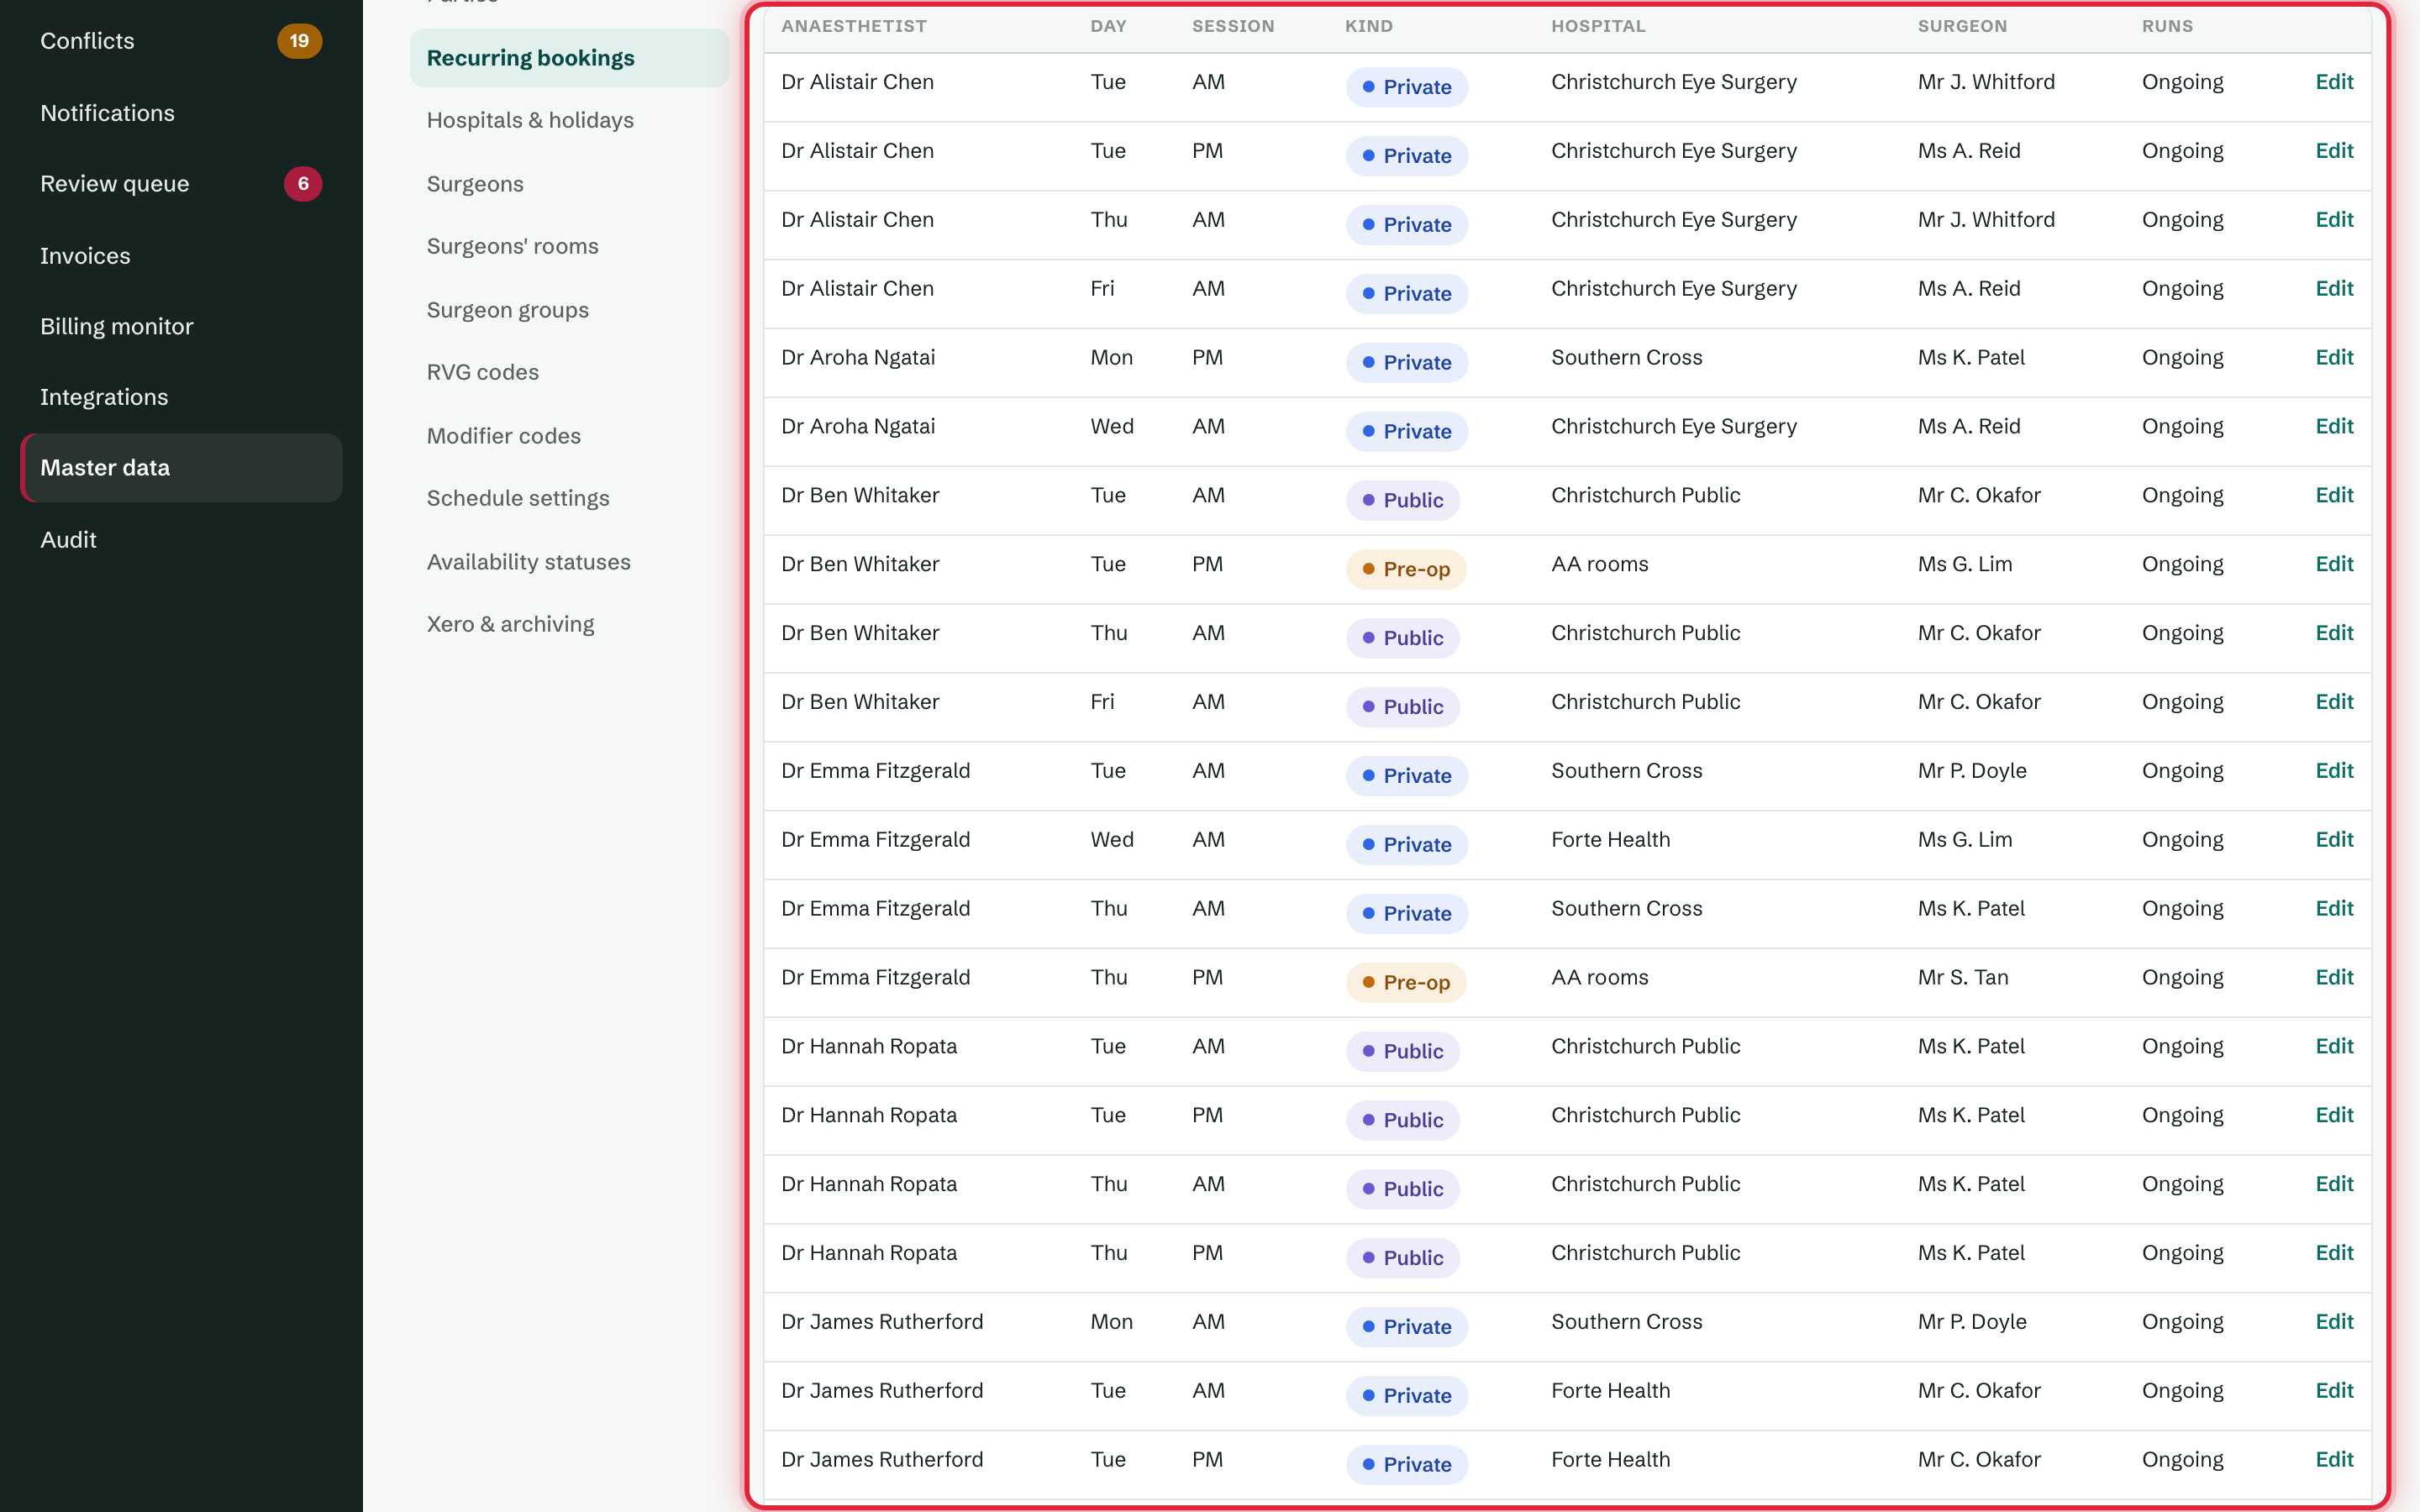 Conflicts 19
Notifications
Review queue 6
Invoices
Billing monitor
Integrations
Master data
Audit
Recurring bookings
Hospitals & holidays
Surgeons
Surgeons' rooms
Surgeon groups
RVG codes
Modifier codes
Schedule settings
Availability statuses
Xero & archiving
ANAESTHETIST DAY SESSION KIND HOSPITAL SURGEON RUNS
Dr Alistair Chen Tue AM Private Christchurch Eye Surgery Mr J. Whitford Ongoing Edit
Dr Alistair Chen Tue PM Private Christchurch Eye Surgery Ms A. Reid Ongoing Edit
Dr Alistair Chen Thu AM Private Christchurch Eye Surgery Mr J. Whitford Ongoing Edit
Dr Alistair Chen Fri AM Private Christchurch Eye Surgery Ms A. Reid Ongoing Edit
Dr Aroha Ngatai Mon PM Private Southern Cross Ms K. Patel Ongoing Edit
Dr Aroha Ngatai Wed AM Private Christchurch Eye Surgery Ms A. Reid Ongoing Edit
Dr Ben Whitaker Tue AM Public Christchurch Public Mr C. Okafor Ongoing Edit
Dr Ben Whitaker Tue PM Pre-op AA rooms Ms G. Lim Ongoing Edit
Dr Ben Whitaker Thu AM Public Christchurch Public Mr C. Okafor Ongoing Edit
Dr Ben Whitaker Fri AM Public Christchurch Public Mr C. Okafor Ongoing Edit
Dr Emma Fitzgerald Tue AM Private Southern Cross Mr P. Doyle Ongoing Edit
Dr Emma Fitzgerald Wed AM Private Forte Health Ms G. Lim Ongoing Edit
Dr Emma Fitzgerald Thu AM Private Southern Cross Ms K. Patel Ongoing Edit
Dr Emma Fitzgerald Thu PM Pre-op AA rooms Mr S. Tan Ongoing Edit
Dr Hannah Ropata Tue AM Public Christchurch Public Ms K. Patel Ongoing Edit
Dr Hannah Ropata Tue PM Public Christchurch Public Ms K. Patel Ongoing Edit
Dr Hannah Ropata Thu AM Public Christchurch Public Ms K. Patel Ongoing Edit
Dr Hannah Ropata Thu PM Public Christchurch Public Ms K. Patel Ongoing Edit
Dr James Rutherford Mon AM Private Southern Cross Mr P. Doyle Ongoing Edit
Dr James Rutherford Tue AM Private Forte Health Mr C. Okafor Ongoing Edit
Dr James Rutherford Tue PM Private Forte Health Mr C. Okafor Ongoing Edit